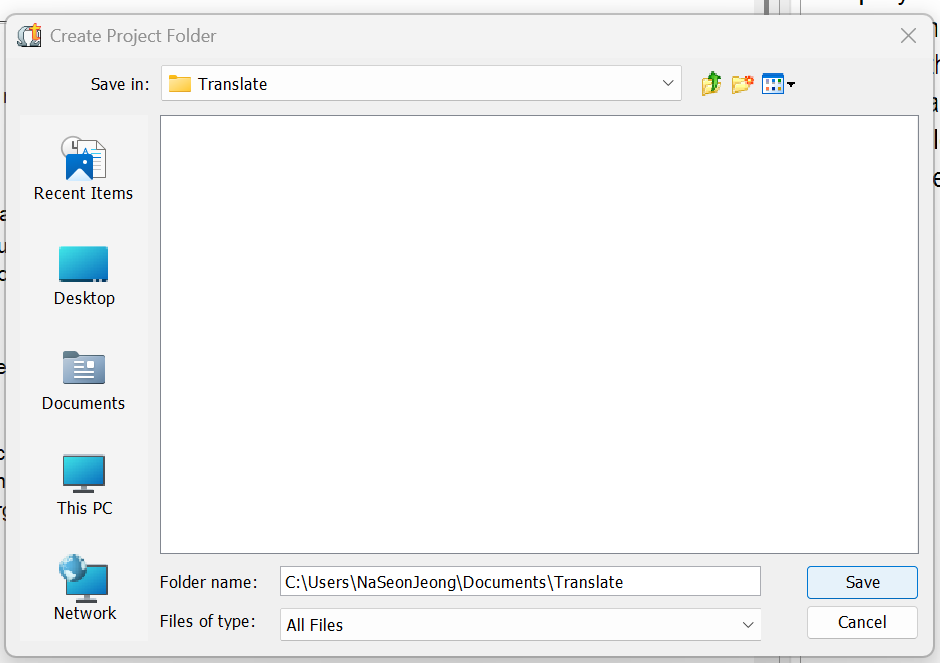 Create Project Folder
Save in:
Translate
Recent Items
Desktop
Documents
This PC
Network
Folder name:
C:\Users\NaSeonJeong\Documents\Translate
Save
Files of type:
All Files
Cancel